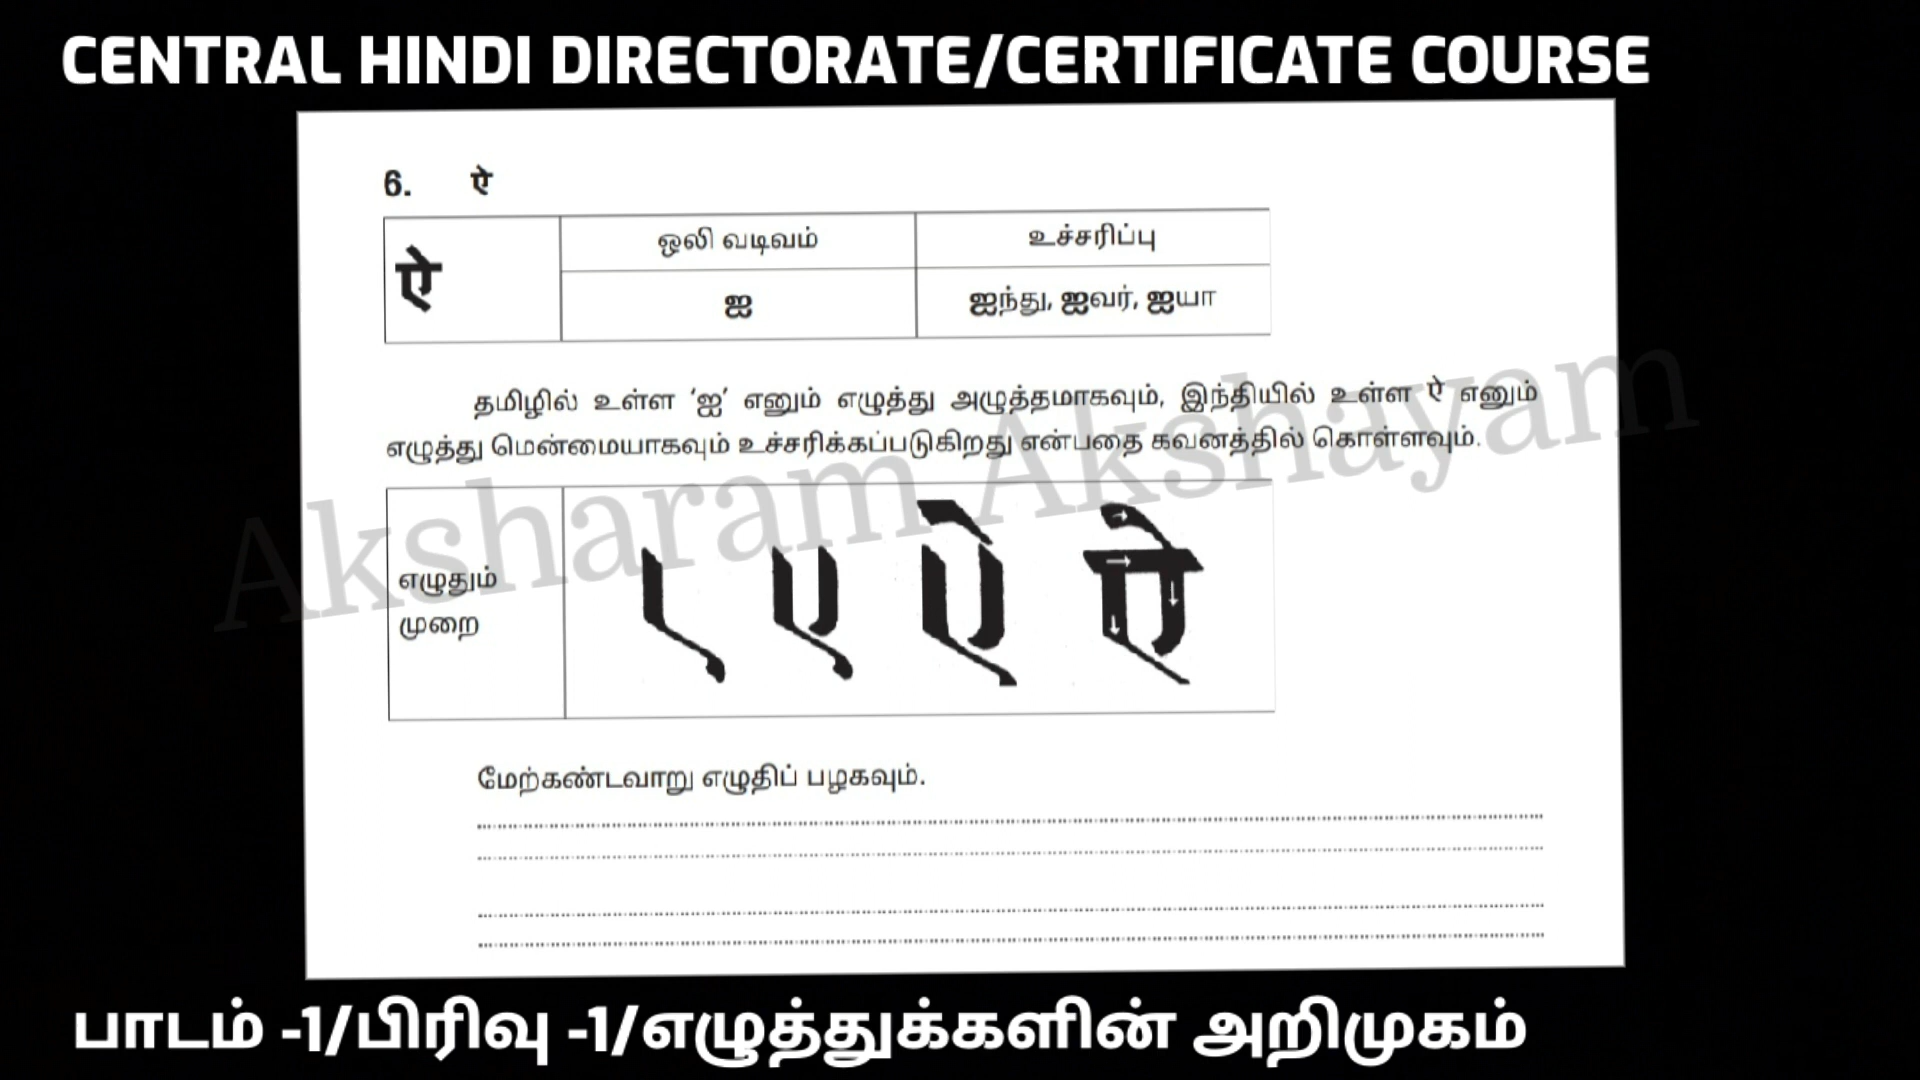 CENTRAL HINDI DIRECTORATE/CERTIFICATE COURSE
6. ऐ
ऐ
ஒலி வடிவம் உச்சரிப்பு
ஐ ஐந்து, ஐவர், ஐயா
தமிழில் உள்ள ‘ஐ’ எனும் எழுத்து அழுத்தமாகவும், இந்தியில் உள்ள ऐ எனும்
எழுத்து மென்மையாகவும் உச்சரிக்கப்படுகிறது என்பதை கவனத்தில் கொள்ளவும்.
Aksharam Akshayam
எழுதும்
முறை
ऐ
மேற்கண்டவாறு எழுதிப் பழகவும்.
பாடம் -1/பிரிவு -1/எழுத்துக்களின் அறிமுகம்